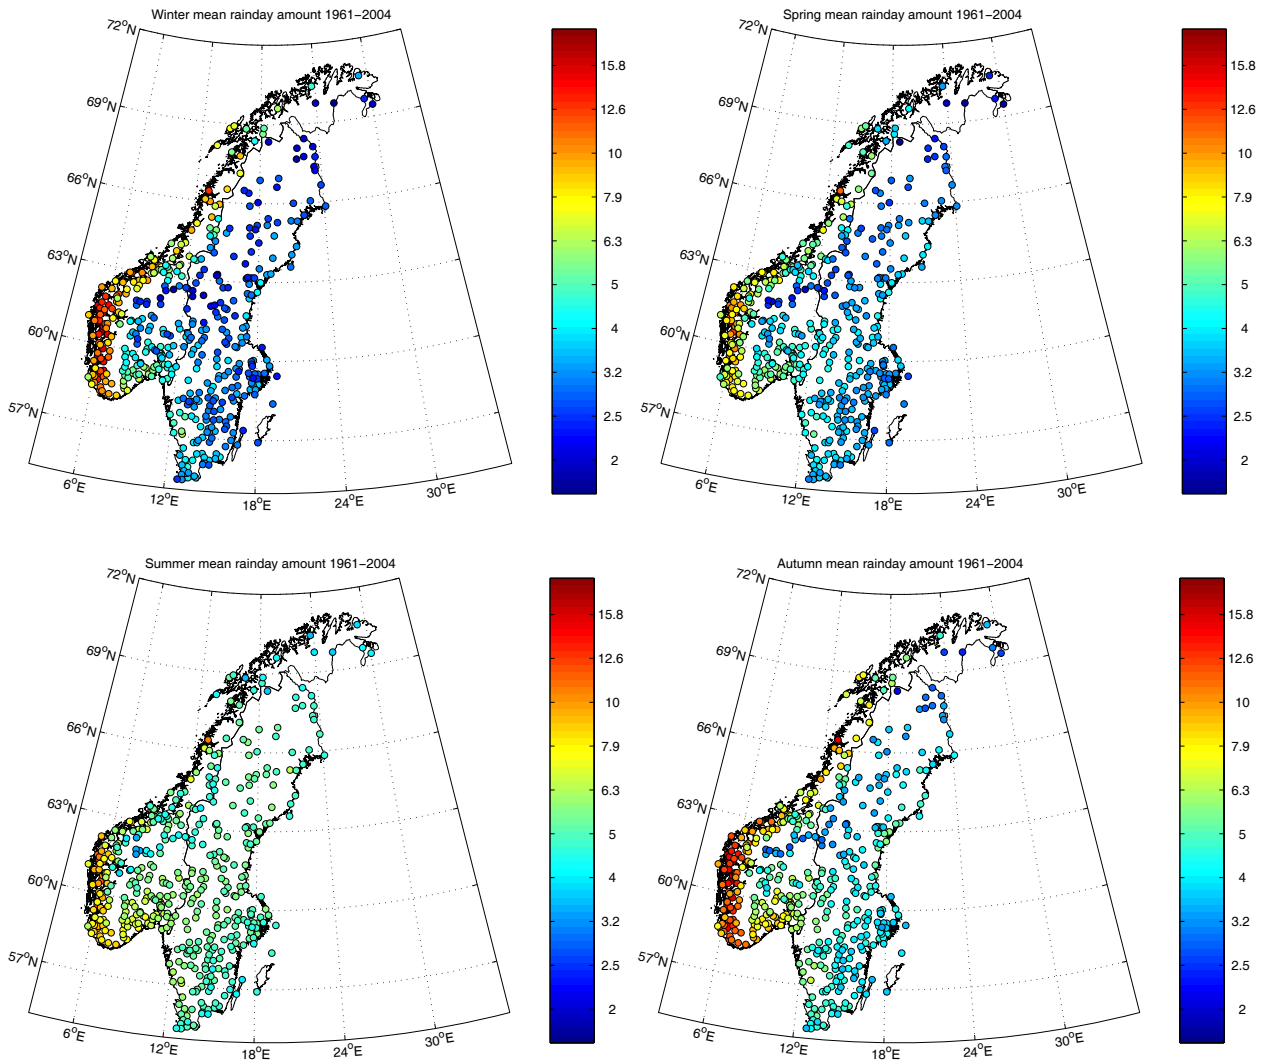 Winter mean rainday amount 1961−2004
72°N
69°N
66°N
63°N
60°N
57°N
6°E
12°E
18°E
24°E
30°E
15.8
12.6
10
7.9
6.3
5
4
3.2
2.5
2
Spring mean rainday amount 1961−2004
72°N
69°N
66°N
63°N
60°N
57°N
6°E
12°E
18°E
24°E
30°E
15.8
12.6
10
7.9
6.3
5
4
3.2
2.5
2
Summer mean rainday amount 1961−2004
72°N
69°N
66°N
63°N
60°N
57°N
6°E
12°E
18°E
24°E
30°E
15.8
12.6
10
7.9
6.3
5
4
3.2
2.5
2
Autumn mean rainday amount 1961−2004
72°N
69°N
66°N
63°N
60°N
57°N
6°E
12°E
18°E
24°E
30°E
15.8
12.6
10
7.9
6.3
5
4
3.2
2.5
2